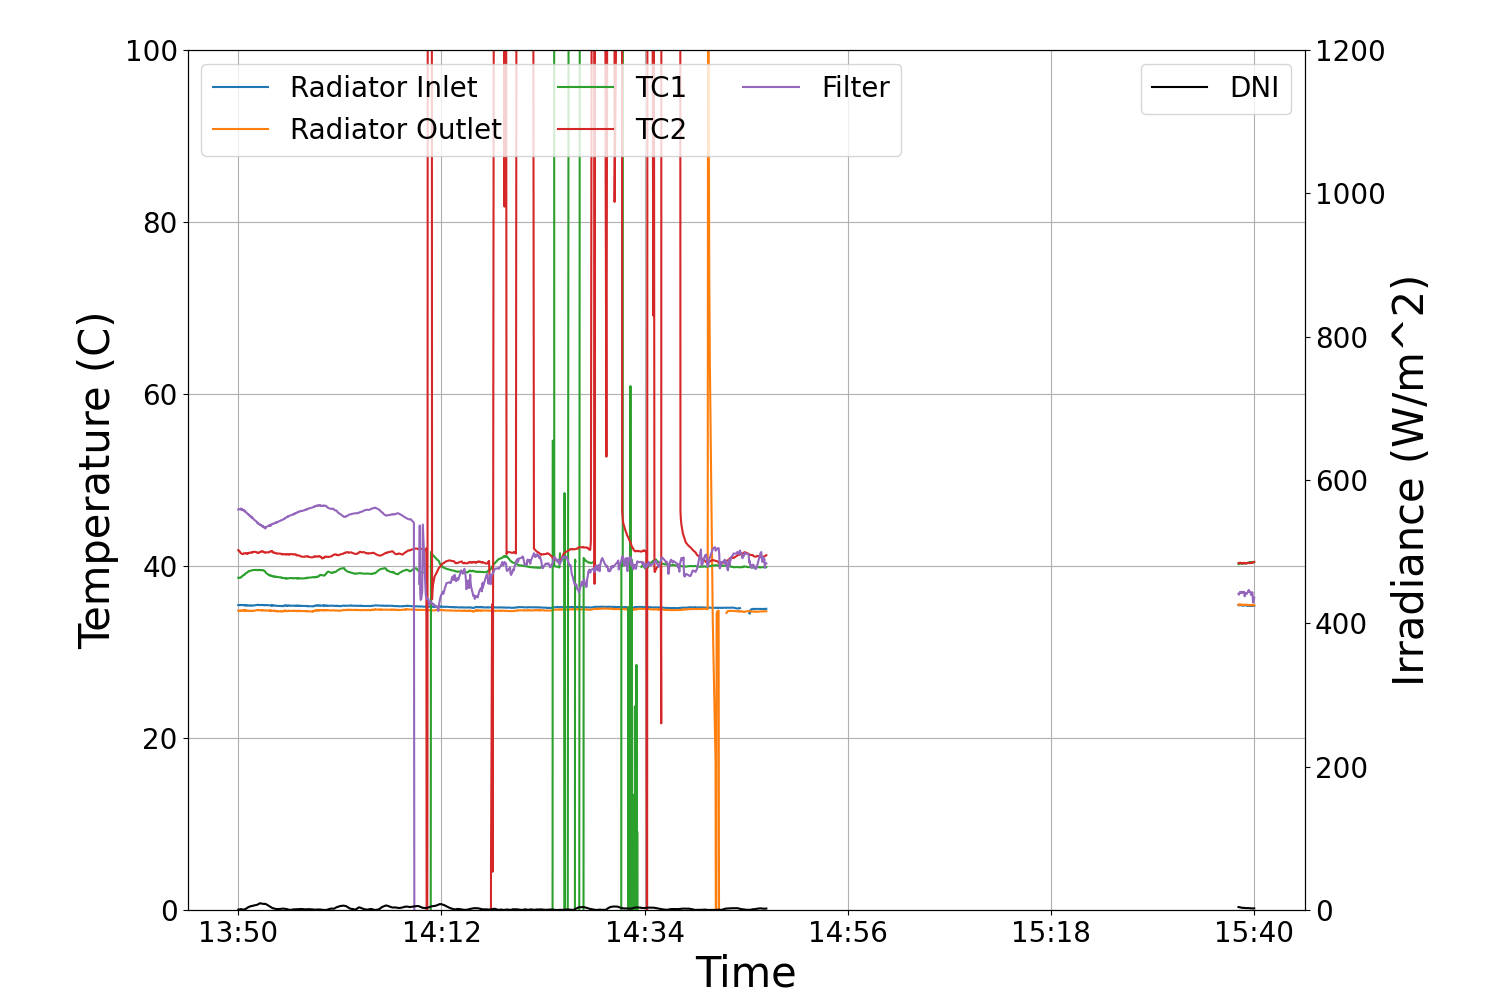 100
80
60
40
20
0
Temperature (C)
Radiator Inlet
Radiator Outlet
TC1
TC2
Filter
DNI
1200
1000
800
600
400
200
0
Irradiance (W/m^2)
13:50 14:12 14:34 14:56 15:18 15:40
Time